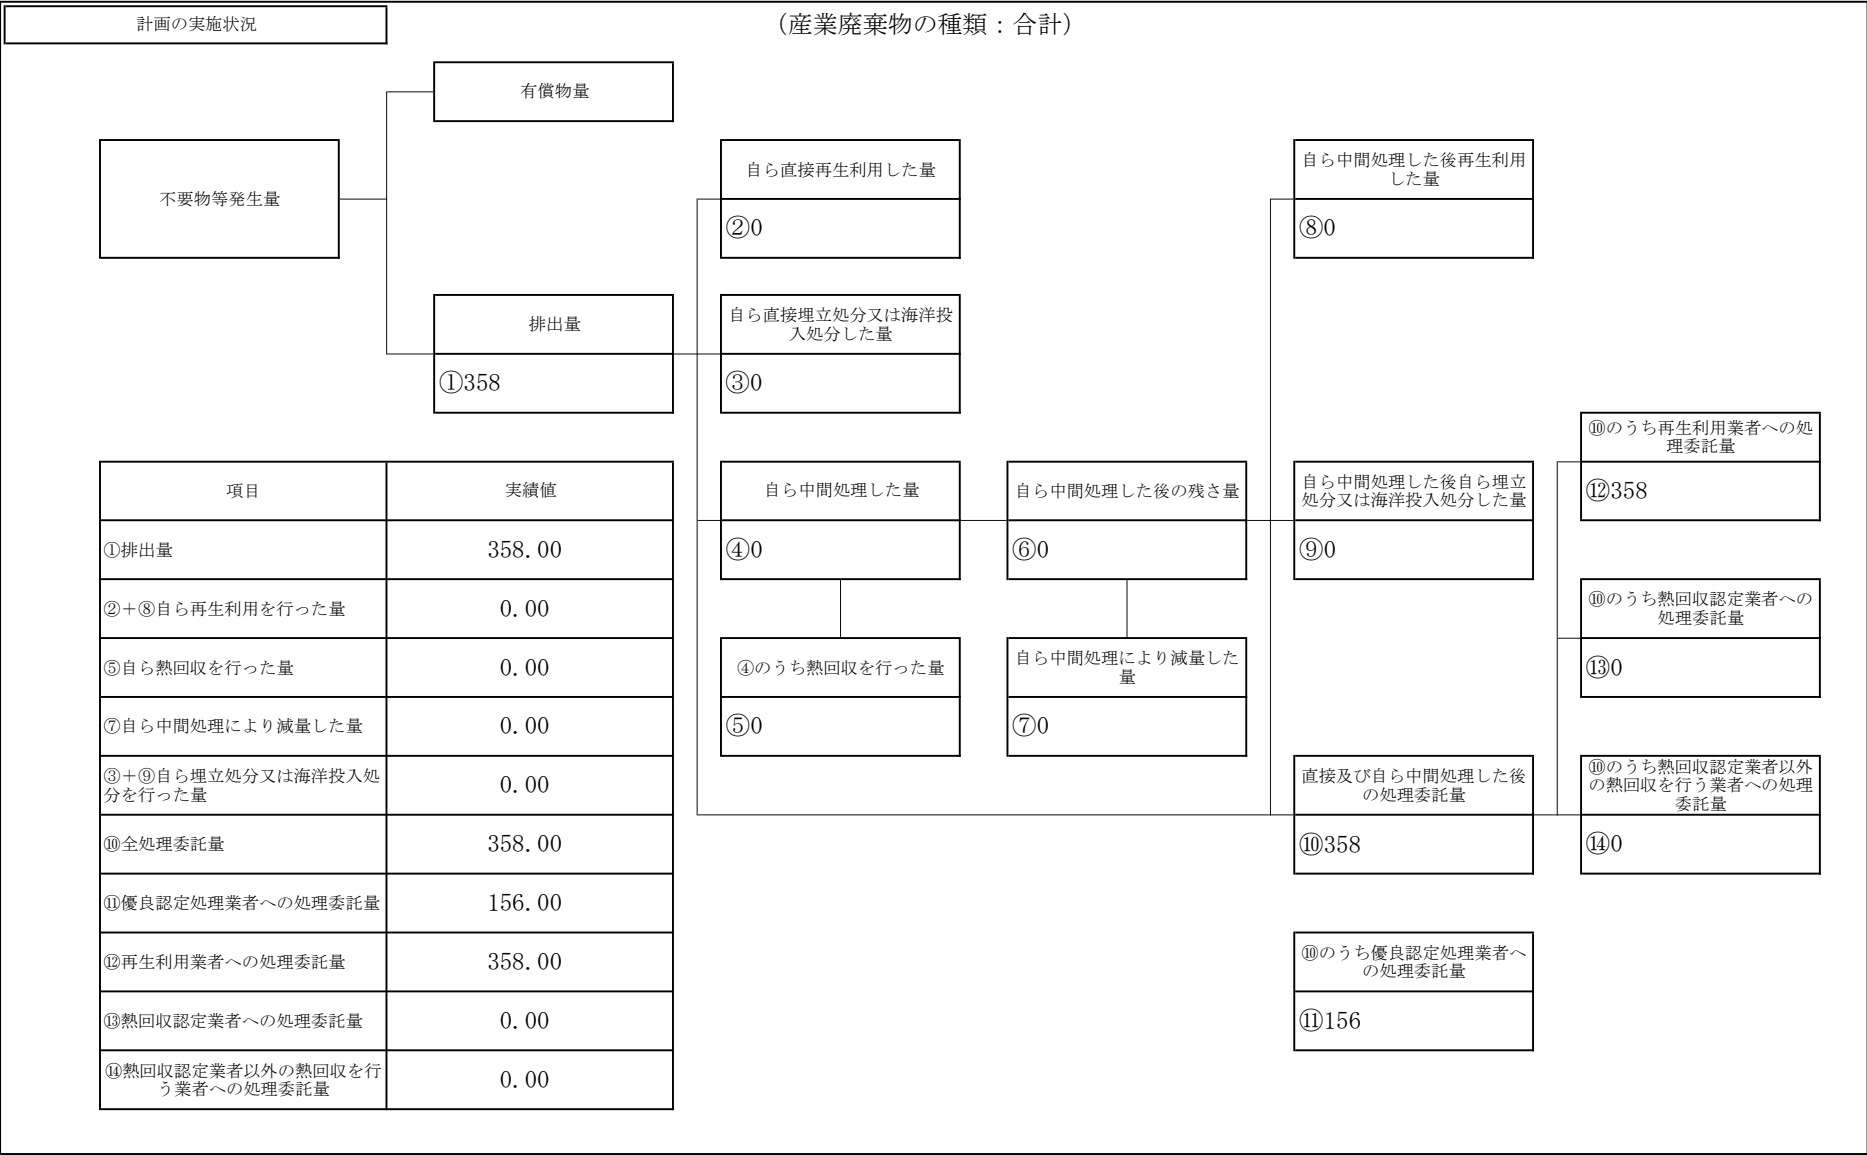 計画の実施状況
（産業廃棄物の種類：合計）
有償物量
不要物等発生量
自ら直接再生利用した量
②0
自ら中間処理した後再生利用
した量
⑧0
排出量
①358
自ら直接埋立処分又は海洋投
入処分した量
③0
⑩のうち再生利用業者への処
理委託量
⑫358
自ら中間処理した量
④0
自ら中間処理した後の残さ量
⑥0
自ら中間処理した後自ら埋立
処分又は海洋投入処分した量
⑨0
⑩のうち熱回収認定業者への
処理委託量
⑬0
④のうち熱回収を行った量
⑤0
自ら中間処理により減量した
量
⑦0
直接及び自ら中間処理した後
の処理委託量
⑩358
⑩のうち熱回収認定業者以外
の熱回収を行う業者への処理
委託量
⑭0
⑩のうち優良認定処理業者へ
の処理委託量
⑪156
項目 実績値
①排出量 358.00
②＋⑧自ら再生利用を行った量 0.00
⑤自ら熱回収を行った量 0.00
⑦自ら中間処理により減量した量 0.00
③＋⑨自ら埋立処分又は海洋投入処
分を行った量 0.00
⑩全処理委託量 358.00
⑪優良認定処理業者への処理委託量 156.00
⑫再生利用業者への処理委託量 358.00
⑬熱回収認定業者への処理委託量 0.00
⑭熱回収認定業者以外の熱回収を行
う業者への処理委託量 0.00